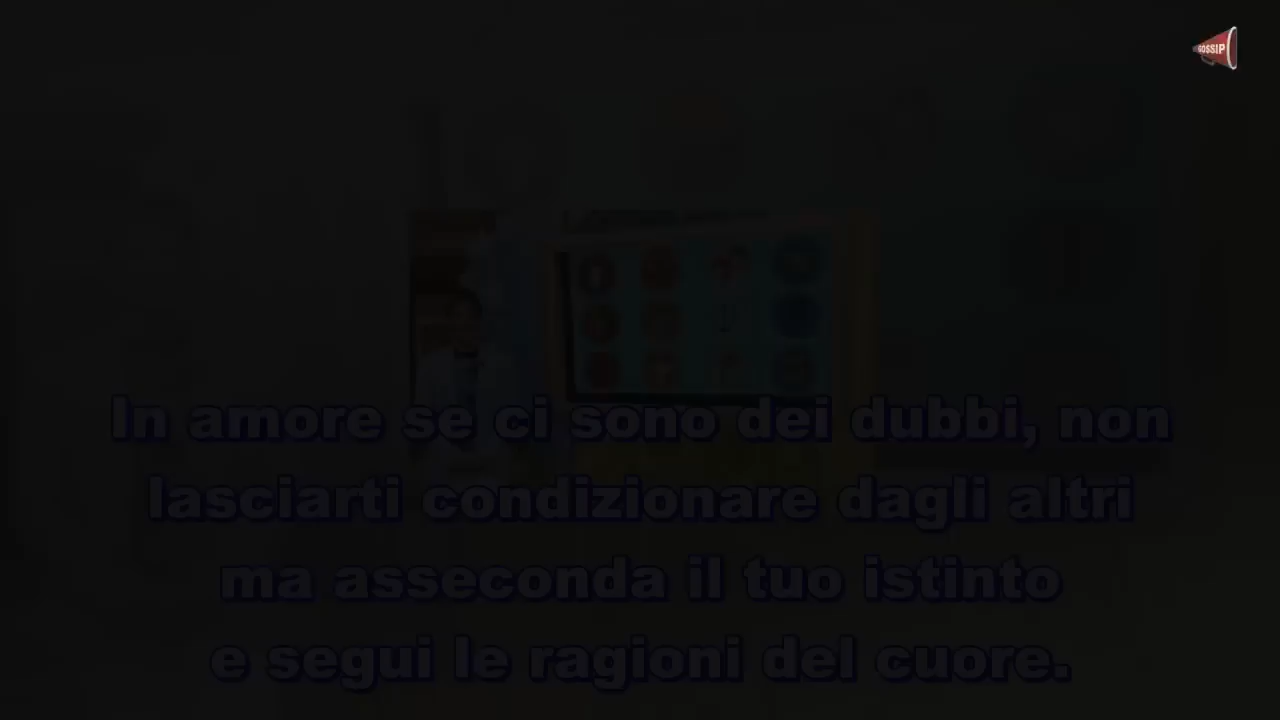 GOSSIP
In amore se ci sono dei dubbi, non
lasciarti condizionare dagli altri
ma asseconda il tuo istinto
e segui le ragioni del cuore.